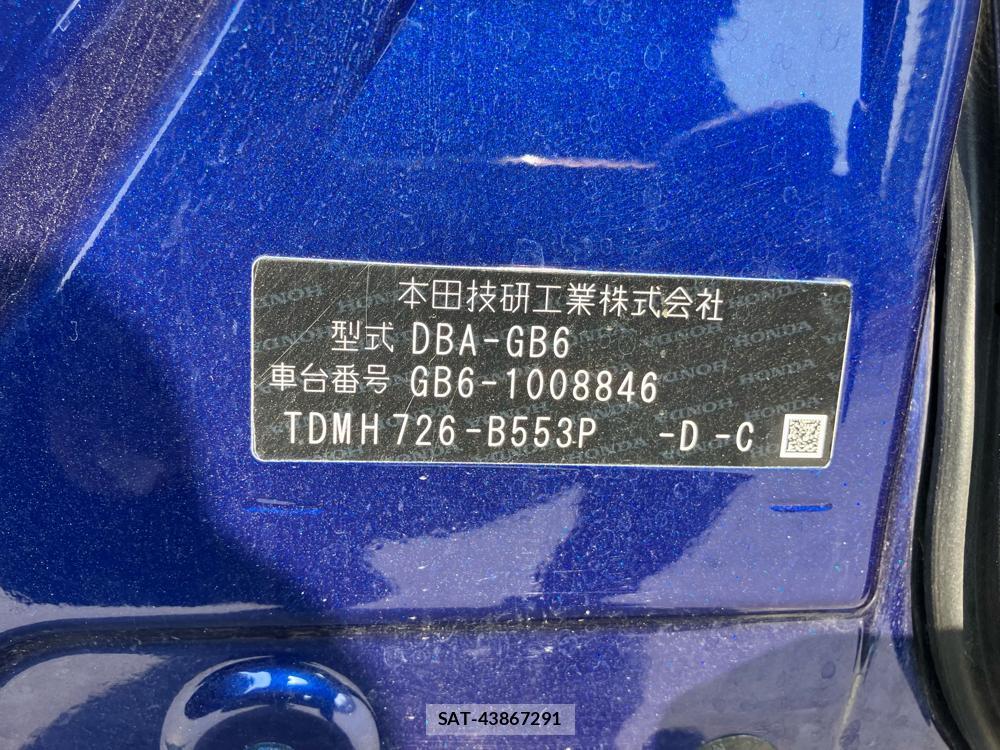 本田技研工業株式会社
型式 DBA-GB6
車台番号 GB6-1008846
TDMH726-B553P -D -C
SAT-43867291